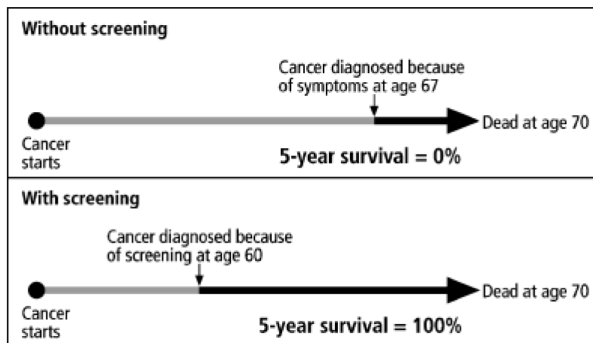 Without screening
Cancer diagnosed because
of symptoms at age 67
Dead at age 70
Cancer
starts
5-year survival = 0%
With screening
Cancer diagnosed because
of screening at age 60
Dead at age 70
Cancer
starts
5-year survival = 100%